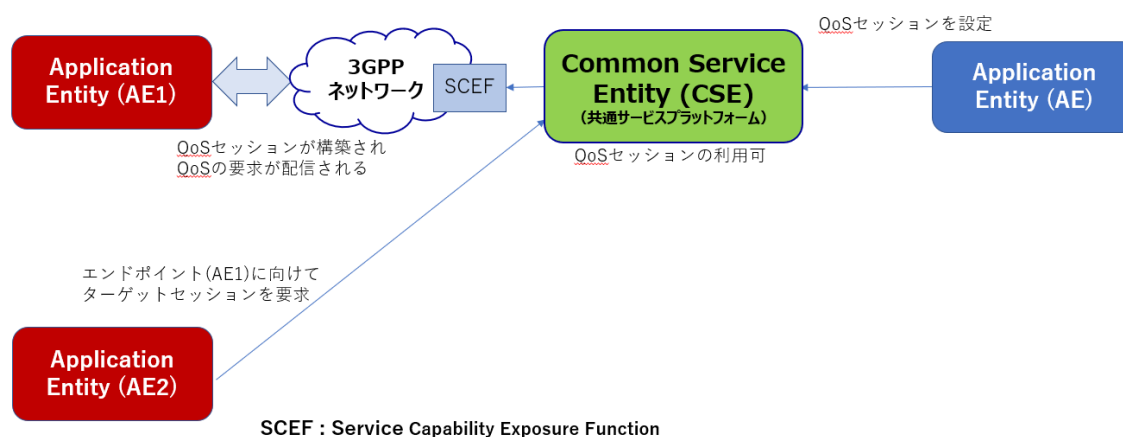 QoSセッションを設定
Application
Entity (AE1)
3GPP
ネットワーク
SCEF
Common Service
Entity (CSE)
(共通サービスプラットフォーム)
Application
Entity (AE)
QoSセッションが構築され
QoSの要求が配信される
QoSセッションの利用可
エンドポイント(AE1)に向けて
ターゲットセッションを要求
Application
Entity (AE2)
SCEF : Service Capability Exposure Function